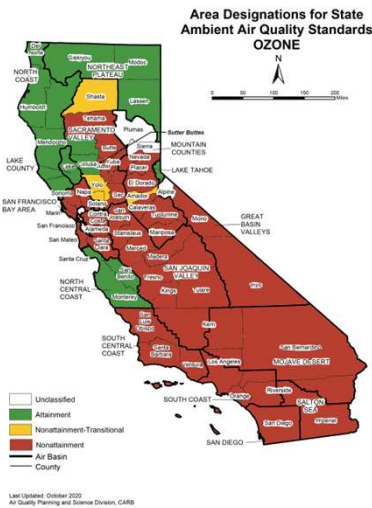 Area Designations for State
Ambient Air Quality Standards
OZONE
N
0 50 100 150 200
Miles
Del
Norte
Siskiyou
Modoc
NORTH
COAST
NORTHEAST
PLATEAU
Shasta
Lassen
Humboldt
Tehama
Plumas
SACRAMENTO
VALLEY
Sutter Buttes
Mendocino
Butte
Sierra
MOUNTAIN
COUNTIES
Nevada
LAKE
COUNTY
Lake
Colusa
Sutter
Yuba
Placer
LAKE TAHOE
Yolo
El Dorado
Sonoma
Napa
Amador
Alpine
SAN FRANCISCO
BAY AREA
Solano
Sac.
Calaveras
Marin
Contra
Costa
San
Joaquin
Tuolumne
Mono
GREAT
BASIN
VALLEYS
San Francisco
Alameda
Stanislaus
Mariposa
San Mateo
Santa
Clara
Merced
Madera
Santa Cruz
San
Benito
Fresno
SAN JOAQUIN
VALLEY
Inyo
NORTH
CENTRAL
COAST
Monterey
Kings
Tulare
San
Luis
Obispo
Kern
San Bernardino
MOJAVE DESERT
SOUTH
CENTRAL
COAST
Santa
Barbara
Ventura
Los Angeles
SOUTH COAST
Orange
Riverside
SALTON
SEA
San Diego
Imperial
SAN DIEGO
Unclassified
Attainment
Nonattainment-Transitional
Nonattainment
Air Basin
County
Last Updated: October 2020
Air Quality Planning and Science Division, CARB